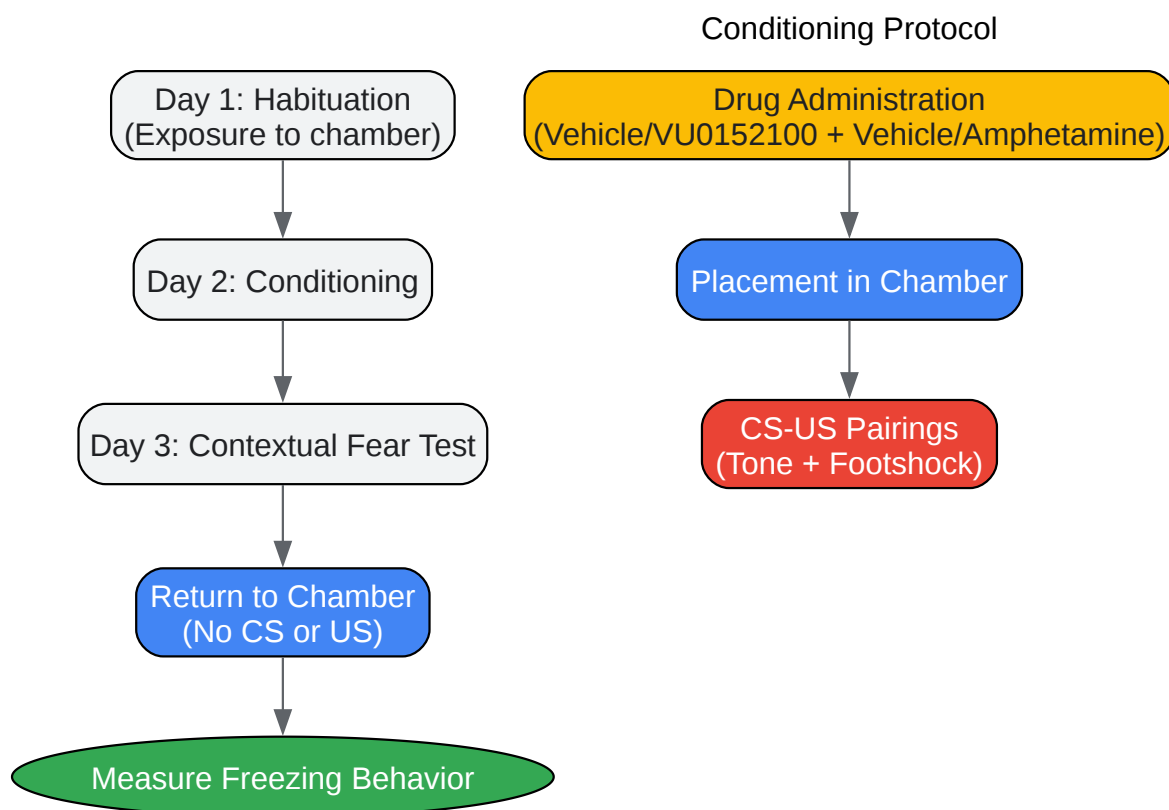 Conditioning Protocol
Day 1: Habituation
(Exposure to chamber)
Day 2: Conditioning
Day 3: Contextual Fear Test
Return to Chamber
(No CS or US)
Measure Freezing Behavior
Drug Administration
(Vehicle/VU0152100 + Vehicle/Amphetamine)
Placement in Chamber
CS-US Pairings
(Tone + Footshock)